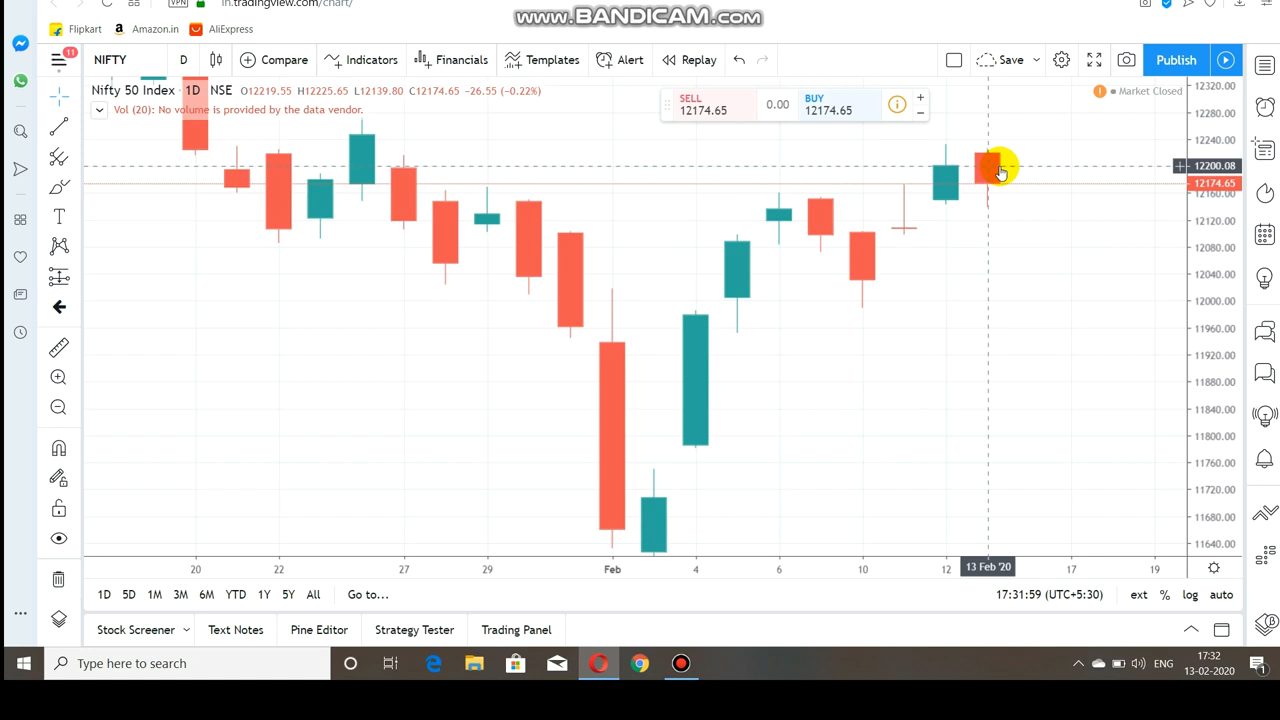 in.tradingview.com/chart/
www.BANDICAM.com
VPN
Flipkart
Amazon.in
AliExpress
11
NIFTY
D
Compare
Indicators
Financials
Templates
Alert
Replay
Save
Publish
Nifty 50 Index 1D NSE O12219.55 H12225.65 L12139.80 C12174.65 -26.55 (-0.22%)
Vol (20): No volume is provided by the data vendor.
SELL
12174.65
0.00
BUY
12174.65
Market Closed
12320.00
12280.00
12240.00
12200.08
12174.65
12160.00
12120.00
12080.00
12040.00
12000.00
11960.00
11920.00
11880.00
11840.00
11800.00
11760.00
11720.00
11680.00
11640.00
20 22 27 29 Feb 4 6 10 12 13 Feb '20 17 19
1D 5D 1M 3M 6M YTD 1Y 5Y All Go to...
17:31:59 (UTC+5:30) ext % log auto
Stock Screener Text Notes Pine Editor Strategy Tester Trading Panel
Type here to search
ENG
17:32
13-02-2020
1